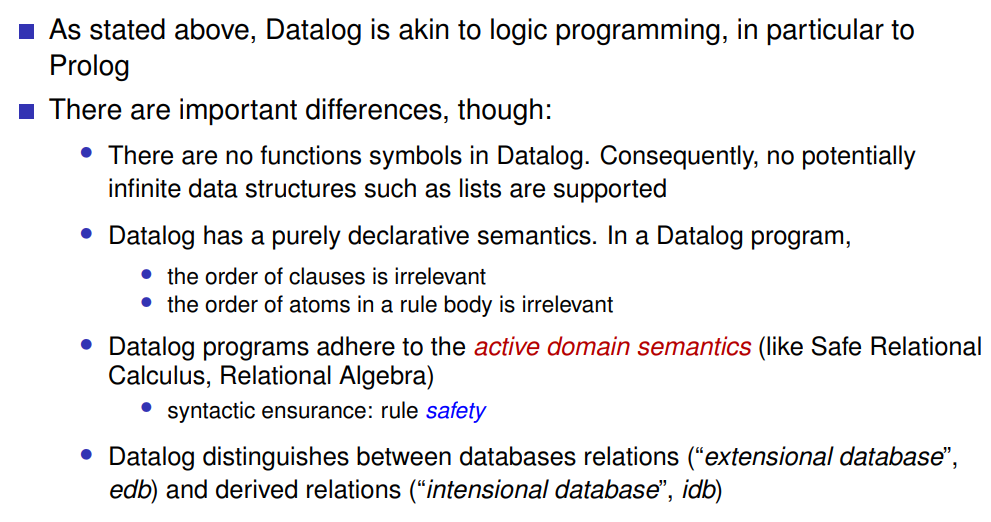 As stated above, Datalog is akin to logic programming, in particular to
Prolog
There are important differences, though:
There are no functions symbols in Datalog. Consequently, no potentially
infinite data structures such as lists are supported
Datalog has a purely declarative semantics. In a Datalog program,
the order of clauses is irrelevant
the order of atoms in a rule body is irrelevant
Datalog programs adhere to the active domain semantics (like Safe Relational
Calculus, Relational Algebra)
syntactic ensurance: rule safety
Datalog distinguishes between databases relations (“extensional database”,
edb) and derived relations (“intensional database”, idb)